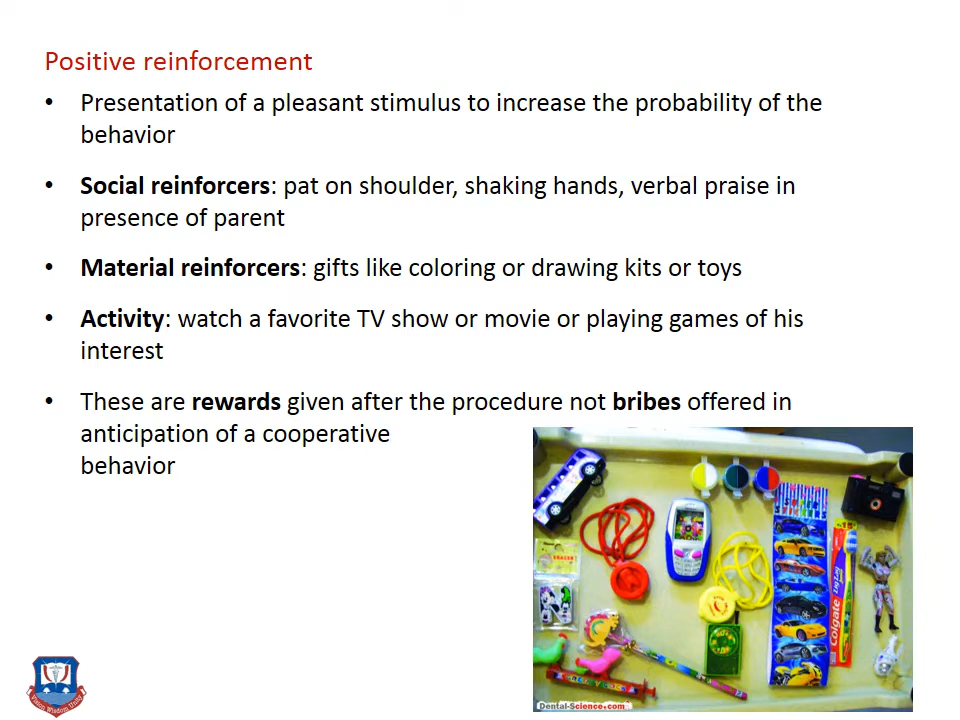 Positive reinforcement
• Presentation of a pleasant stimulus to increase the probability of the
behavior
• Social reinforcers: pat on shoulder, shaking hands, verbal praise in
presence of parent
• Material reinforcers: gifts like coloring or drawing kits or toys
• Activity: watch a favorite TV show or movie or playing games of his
interest
• These are rewards given after the procedure not bribes offered in
anticipation of a cooperative
behavior
Colgate
Dental-Science.com
Vision Wisdom Unity